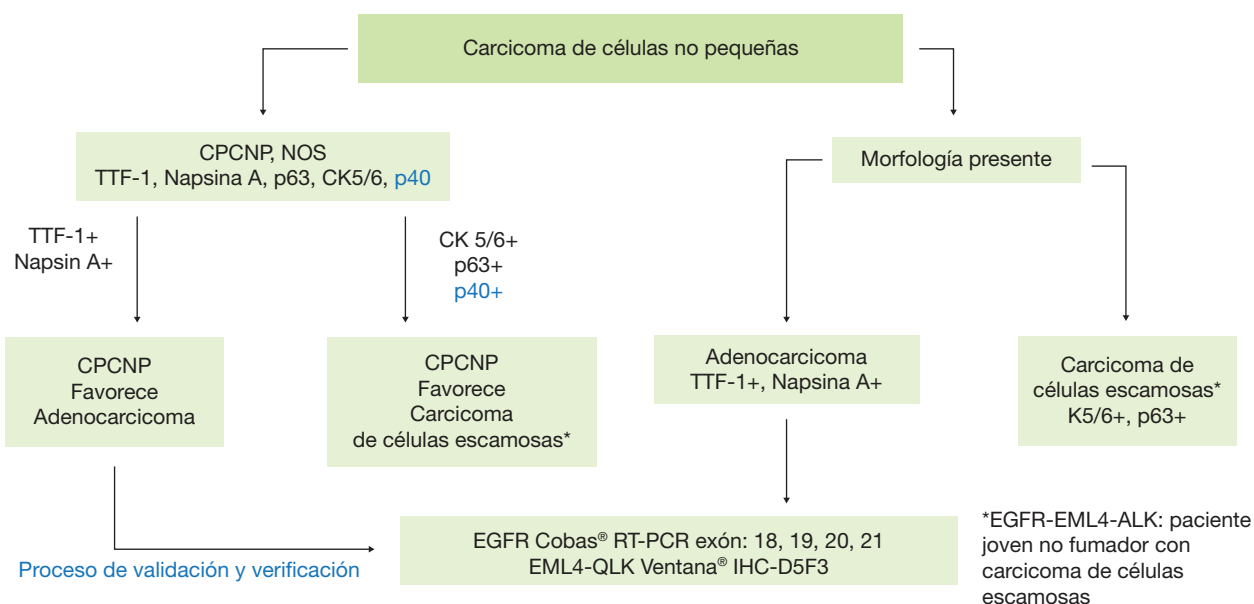 Carcicoma de células no pequeñas
CPCNP, NOS
TTF-1, Napsina A, p63, CK5/6, p40
Morfología presente
TTF-1+
Napsin A+
CK 5/6+
p63+
p40+
CPCNP
Favorece
Adenocarcicoma
CPCNP
Favorece
Carcicoma
de células escamosas*
Adenocarcicoma
TTF-1+, Napsina A+
Carcicoma de
células escamosas*
K5/6+, p63+
Proceso de validación y verificación
EGFR Cobas® RT-PCR exón: 18, 19, 20, 21
EML4-QLK Ventana® IHC-D5F3
*EGFR-EML4-ALK: paciente
joven no fumador con
carcicoma de células
escamosas